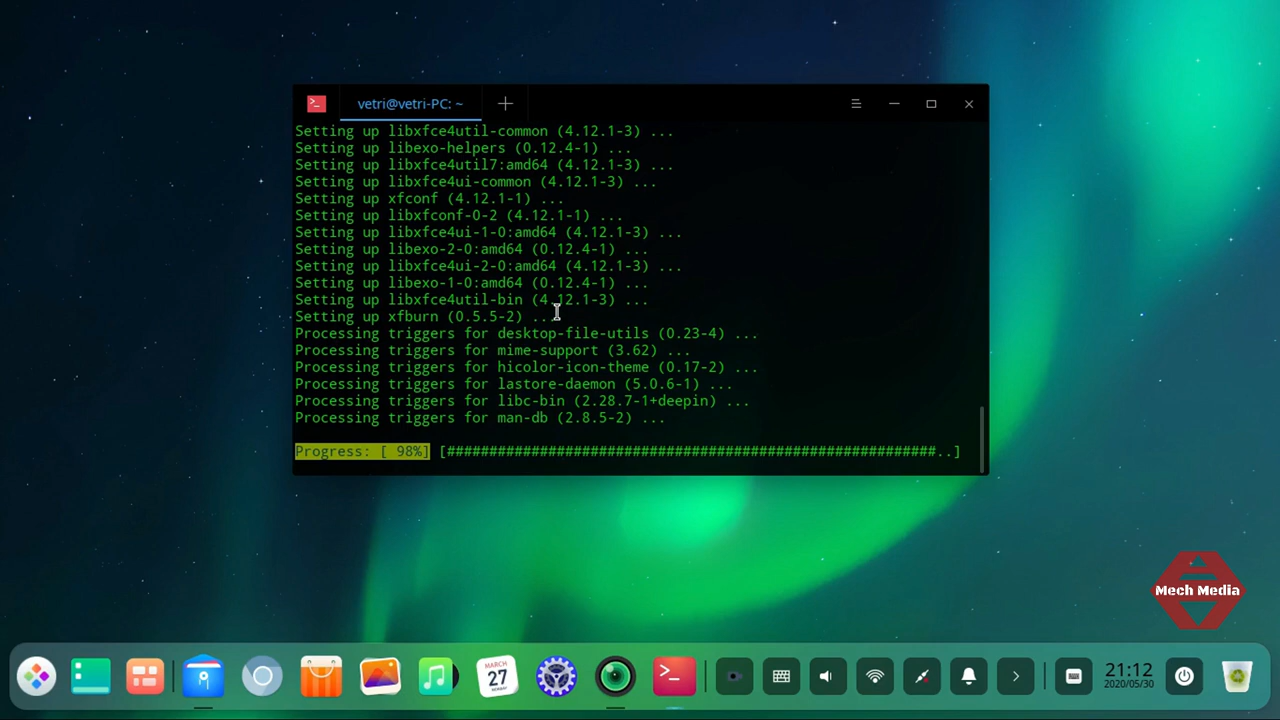 vetri@vetri-PC: ~
Setting up libxfce4util-common (4.12.1-3) ...
Setting up libexo-helpers (0.12.4-1) ...
Setting up libxfce4util7:amd64 (4.12.1-3) ...
Setting up libxfce4ui-common (4.12.1-3) ...
Setting up xfconf (4.12.1-1) ...
Setting up libxfconf-0-2 (4.12.1-1) ...
Setting up libxfce4ui-1-0:amd64 (4.12.1-3) ...
Setting up libexo-2-0:amd64 (0.12.4-1) ...
Setting up libxfce4ui-2-0:amd64 (4.12.1-3) ...
Setting up libexo-1-0:amd64 (0.12.4-1) ...
Setting up libxfce4util-bin (4.12.1-3) ...
Setting up xfburn (0.5.5-2) ...
Processing triggers for desktop-file-utils (0.23-4) ...
Processing triggers for mime-support (3.62) ...
Processing triggers for hicolor-icon-theme (0.17-2) ...
Processing triggers for lastore-daemon (5.0.6-1) ...
Processing triggers for libc-bin (2.28.7-1+deepin) ...
Processing triggers for man-db (2.8.5-2) ...
Progress: [ 98%] [##########################################################..]
Mech Media
MARCH
27
21:12
2020/05/30